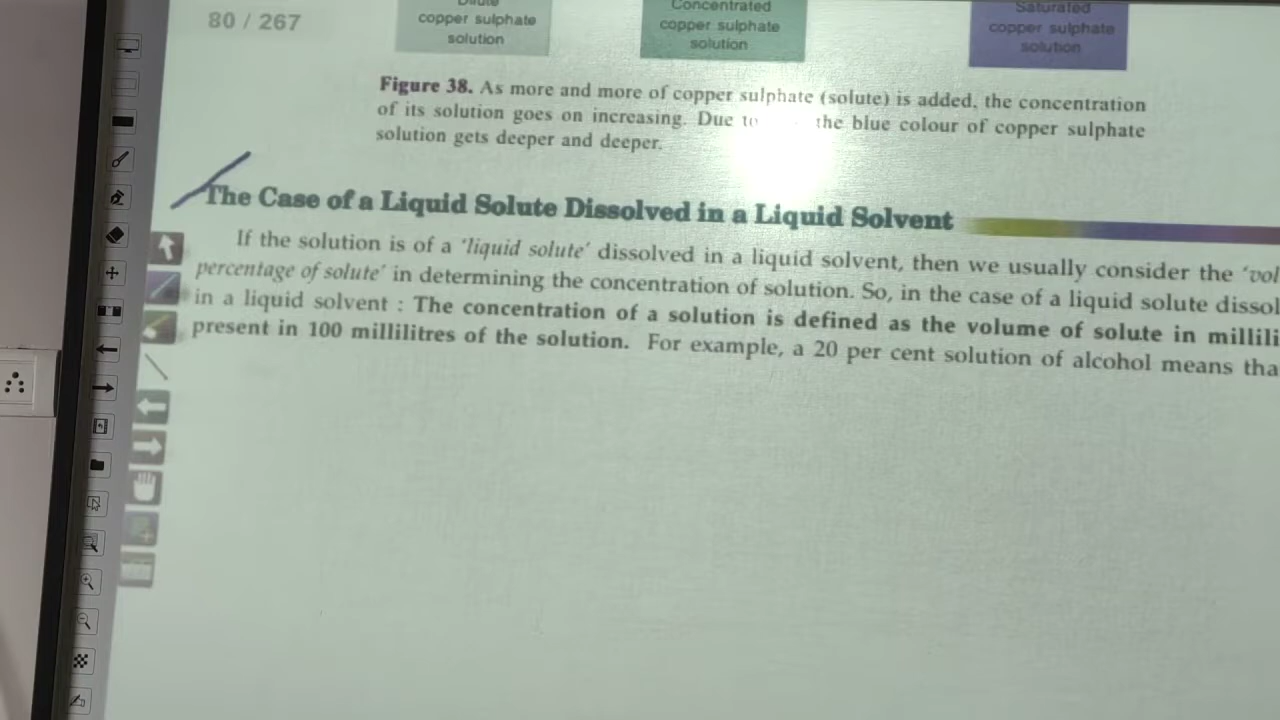 80 / 267
Dilute
copper sulphate
solution
Concentrated
copper sulphate
solution
Saturated
copper sulphate
solution
Figure 38. As more and more of copper sulphate (solute) is added, the concentration
of its solution goes on increasing. Due to the blue colour of copper sulphate
solution gets deeper and deeper.
The Case of a Liquid Solute Dissolved in a Liquid Solvent
If the solution is of a 'liquid solute' dissolved in a liquid solvent, then we usually consider the 'vol
percentage of solute' in determining the concentration of solution. So, in the case of a liquid solute dissol
in a liquid solvent : The concentration of a solution is defined as the volume of solute in millili
present in 100 millilitres of the solution. For example, a 20 per cent solution of alcohol means tha